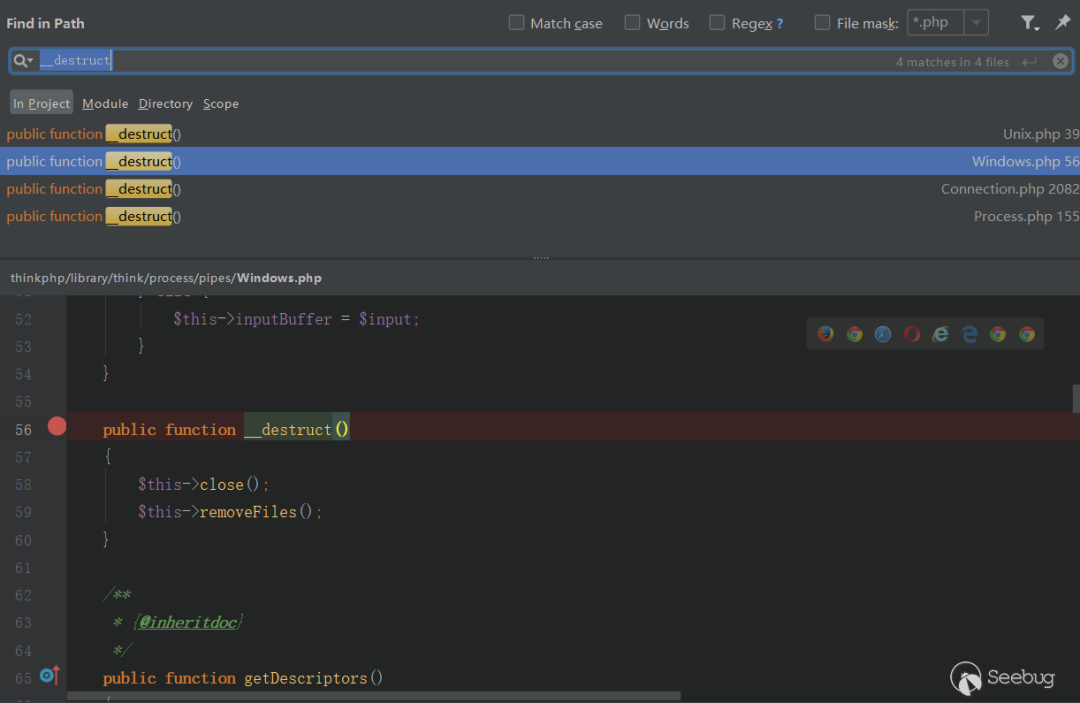 Find in Path
Match case
Words
Regex ?
File mask:
*.php
__destruct
4 matches in 4 files
In Project Module Directory Scope
public function __destruct() Unix.php 39
public function __destruct() Windows.php 56
public function __destruct() Connection.php 2082
public function __destruct() Process.php 155
thinkphp/library/think/process/pipes/Windows.php
52 $this->inputBuffer = $input;
53 }
54 }
55
56 public function __destruct()
57 {
58 $this->close();
59 $this->removeFiles();
60 }
61
62 /**
63 * {@inheritdoc}
64 */
65 public function getDescriptors()
Seebug